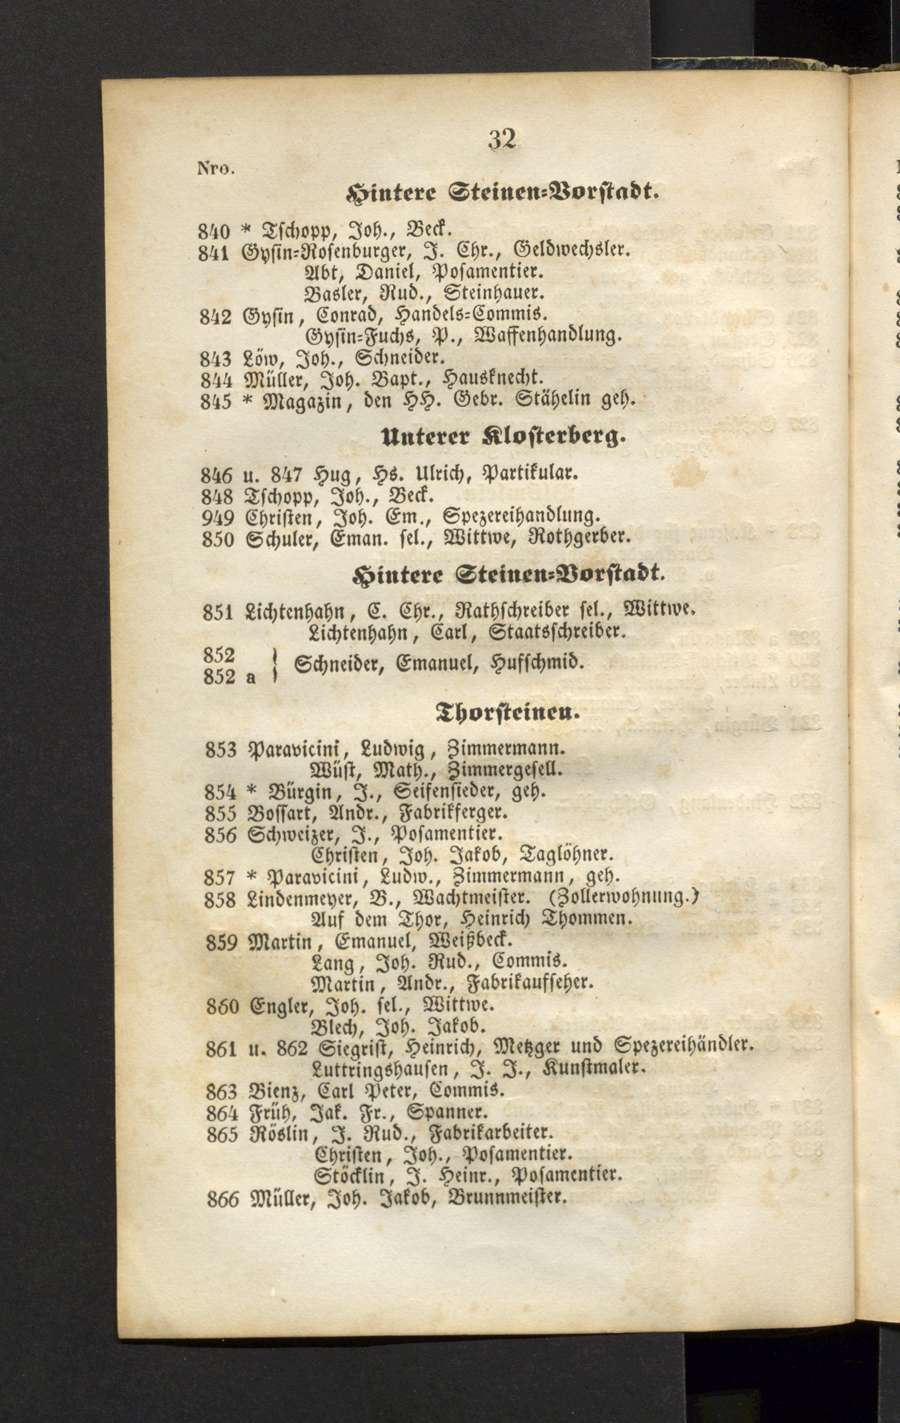 32
Nro.
Hintere Steinen-Vorstadt.
840 * Tschopp, Joh., Beck.
841 Gysin-Rosenburger, J. Chr., Geldwechsler.
Abt, Daniel, Posamentier.
Basler, Rud., Steinhauer.
842 Gysin, Conrad, Handels-Commis.
Gysin-Fuchs, P., Waffenhandlung.
843 Löw, Joh., Schneider.
844 Müller, Joh. Bapt., Hausknecht.
845 * Magazin, den HH. Gebr. Stähelin geh.
Unterer Klosterberg.
846 u. 847 Hug, Hs. Ulrich, Partikular.
848 Tschopp, Joh., Beck.
949 Christen, Joh. Em., Spezereihandlung.
850 Schuler, Eman. sel., Wittwe, Rothgerber.
Hintere Steinen-Vorstadt.
851 Lichtenhahn, C. Chr., Rathschreiber sel., Wittwe.
Lichtenhahn, Carl, Staatsschreiber.
852 } Schneider, Emanuel, Hufschmid.
852 a }
Thorsteinen.
853 Paravicini, Ludwig, Zimmermann.
Wüst, Math., Zimmergesell.
854 * Bürgin, J., Seifensieder, geh.
855 Bossart, Andr., Fabrikferger.
856 Schweizer, J., Posamentier.
Christen, Joh. Jakob, Taglöhner.
857 * Paravicini, Ludw., Zimmermann, geh.
858 Lindenmeyer, B., Wachtmeister. (Zollerwohnung.)
Auf dem Thor, Heinrich Thommen.
859 Martin, Emanuel, Weißbeck.
Lang, Joh. Rud., Commis.
Martin, Andr., Fabrikaufseher.
860 Engler, Joh. sel., Wittwe.
Blech, Joh. Jakob.
861 u. 862 Siegrist, Heinrich, Metzger und Spezereihändler.
Luttringshausen, J. J., Kunstmaler.
863 Bienz, Carl Peter, Commis.
864 Früh, Jak. Fr., Spanner.
865 Röslin, J. Rud., Fabrikarbeiter.
Christen, Joh., Posamentier.
Stöcklin, J. Heinr., Posamentier.
866 Müller, Joh. Jakob, Brunnmeister.